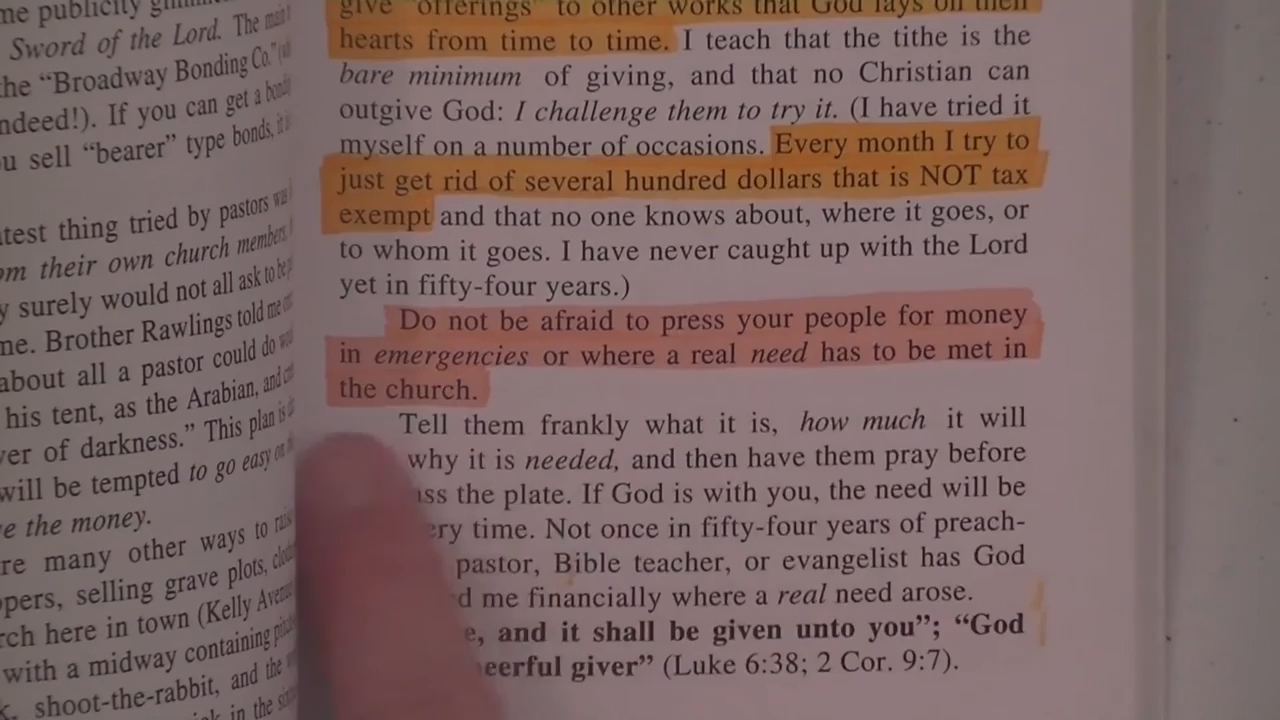 me publicity
Sword of the Lord. The main
the “Broadway Bonding Co.”
ndeed!). If you can get a
u sell “bearer” type bonds,
test thing tried by pastors was
om their own church members.
y surely would not all ask to be
me. Brother Rawlings told me
about all a pastor could do
his tent, as the Arabian, and
er of darkness.” This plan is
will be tempted to go easy on
e the money.
re many other ways to
pers, selling grave plots,
rch here in town (Kelly
with a midway containing
shoot-the-rabbit, and the
in the
give “offerings” to other works that God lays on their
hearts from time to time. I teach that the tithe is the
bare minimum of giving, and that no Christian can
outgive God: I challenge them to try it. (I have tried it
myself on a number of occasions. Every month I try to
just get rid of several hundred dollars that is NOT tax
exempt and that no one knows about, where it goes, or
to whom it goes. I have never caught up with the Lord
yet in fifty-four years.)
Do not be afraid to press your people for money
in emergencies or where a real need has to be met in
the church.
Tell them frankly what it is, how much it will
why it is needed, and then have them pray before
ss the plate. If God is with you, the need will be
ery time. Not once in fifty-four years of preach-
pastor, Bible teacher, or evangelist has God
d me financially where a real need arose.
e, and it shall be given unto you”; “God
eerful giver” (Luke 6:38; 2 Cor. 9:7).